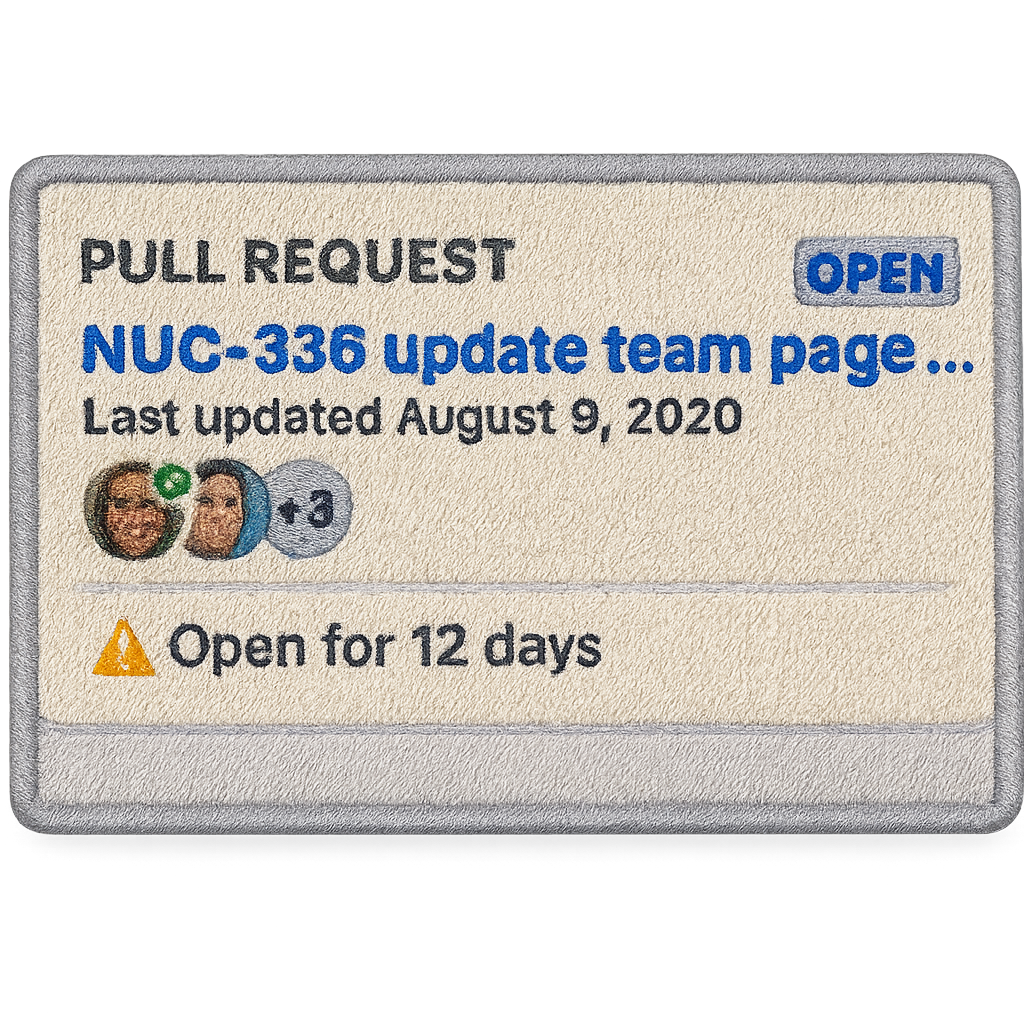 PULL REQUEST
OPEN
NUC-336 update team page...
Last updated August 9, 2020
+3
Open for 12 days